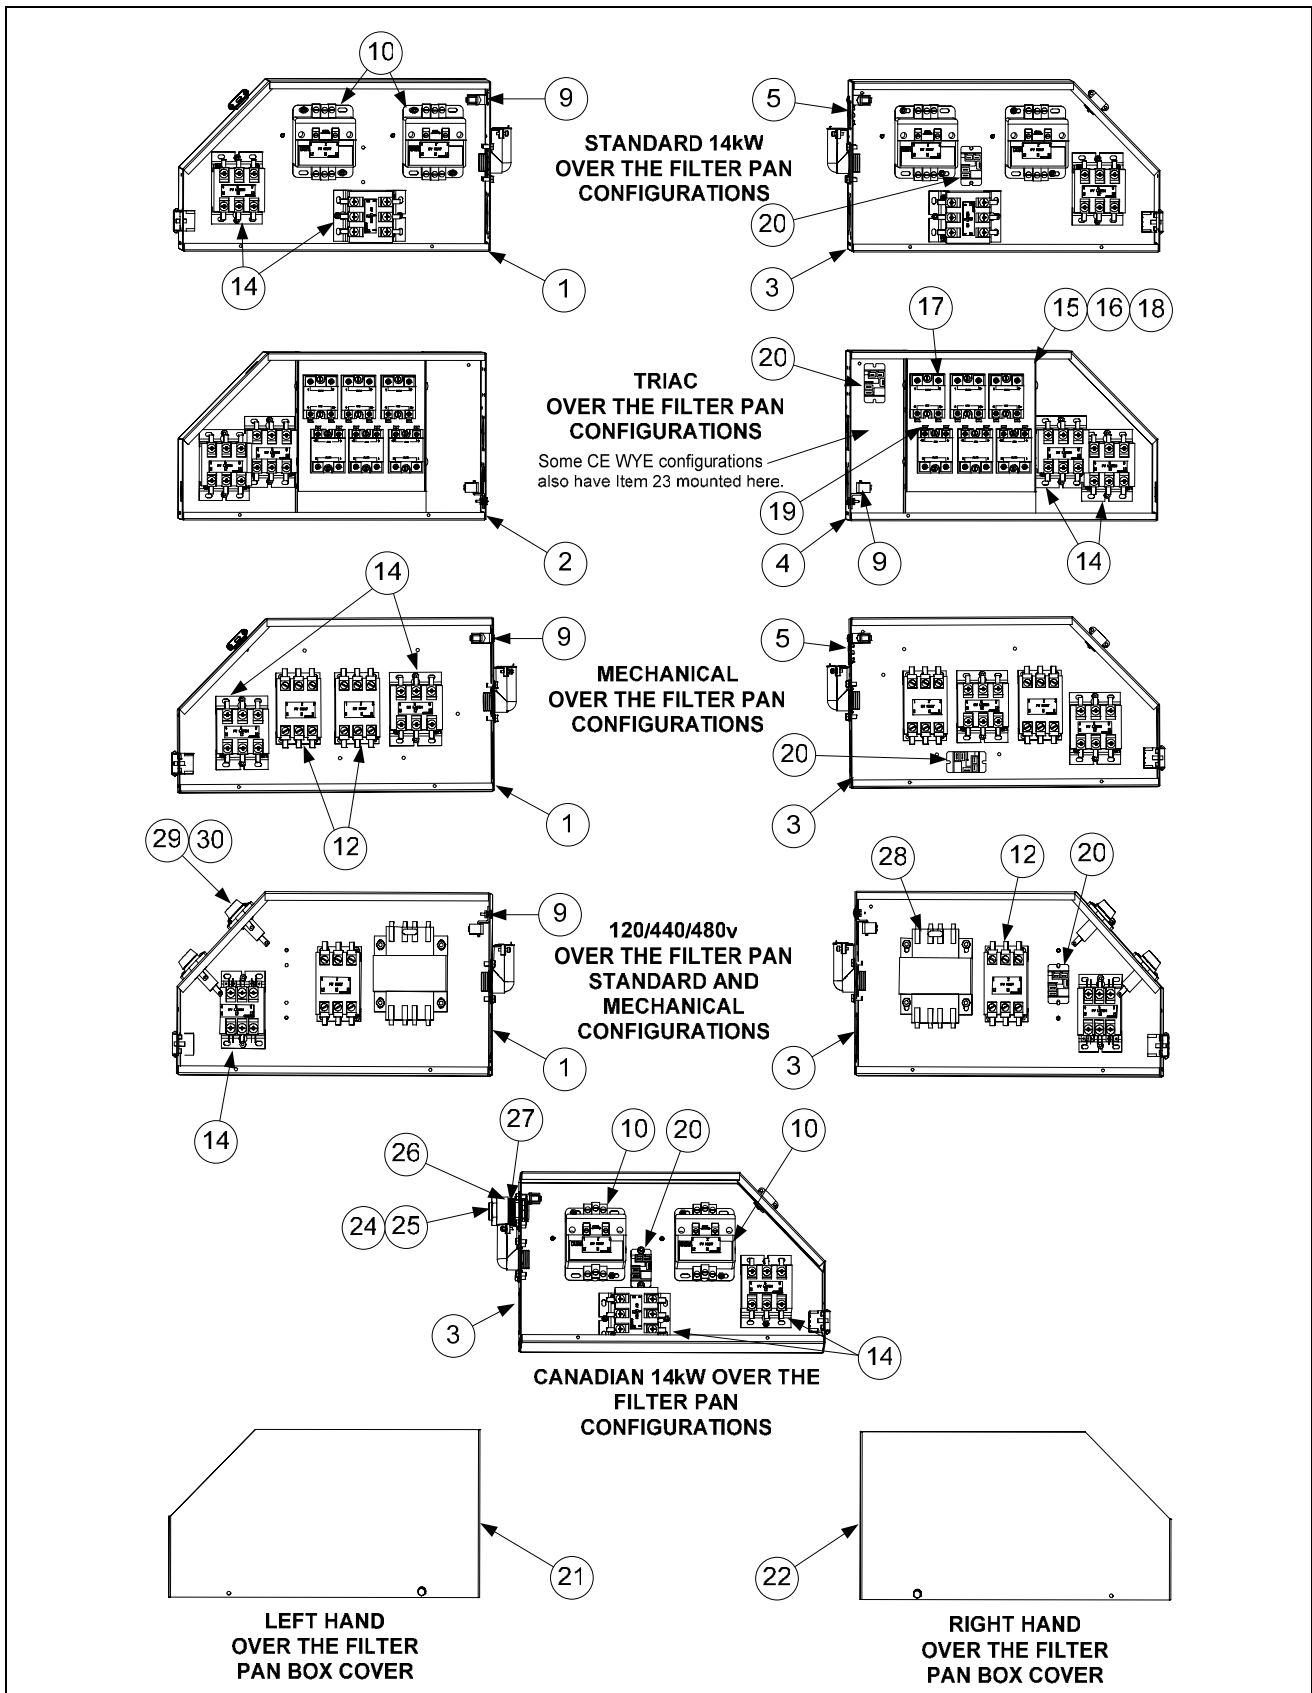 10
9
5
STANDARD 14kW
OVER THE FILTER PAN
CONFIGURATIONS
20
14
1
3
17
15 16 18
20
TRIAC
OVER THE FILTER PAN
CONFIGURATIONS
Some CE WYE configurations
also have Item 23 mounted here.
19
2
4
9
14
14
9
5
MECHANICAL
OVER THE FILTER PAN
CONFIGURATIONS
20
12
1
3
29 30
28
12
20
9
120/440/480v
OVER THE FILTER PAN
STANDARD AND
MECHANICAL
CONFIGURATIONS
14
1
3
27
10
20
10
26
24 25
3
14
CANADIAN 14kW OVER THE
FILTER PAN
CONFIGURATIONS
21
22
LEFT HAND
OVER THE FILTER
PAN BOX COVER
RIGHT HAND
OVER THE FILTER
PAN BOX COVER